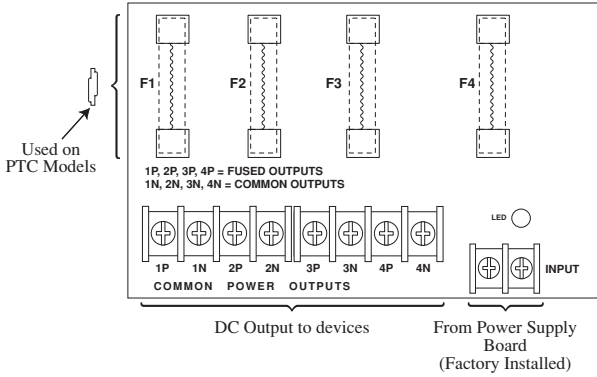 F1
F2
F3
F4
Used on
PTC Models
1P, 2P, 3P, 4P = FUSED OUTPUTS
1N, 2N, 3N, 4N = COMMON OUTPUTS
LED
1P 1N 2P 2N 3P 3N 4P 4N
INPUT
COMMON POWER OUTPUTS
DC Output to devices
From Power Supply
Board
(Factory Installed)